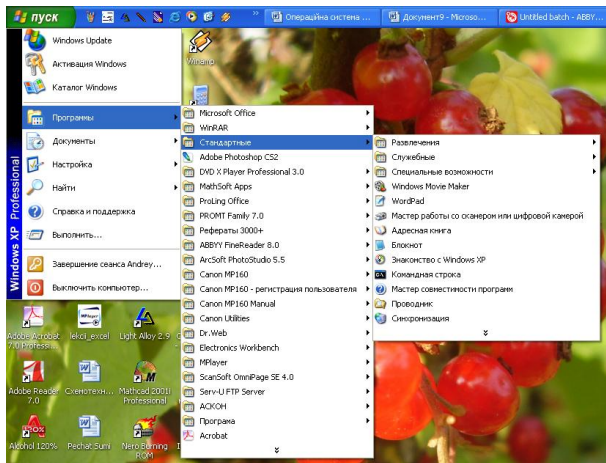 пуск
»
Операційна система ...
Документ9 - Microso...
Untitled batch - ABBY...
Windows XP Professional
Windows Update
Активация Windows
Каталог Windows
Программы
Документы
Настройка
Найти
Справка и поддержка
Выполнить...
Завершение сеанса Andrey...
Выключить компьютер...
Microsoft Office
WinRAR
Стандартные
Adobe Photoshop CS2
DVD X Player Professional 3.0
MathSoft Apps
ProLing Office
PROMT Family 7.0
Рефераты 3000+
ABBYY FineReader 8.0
ArcSoft PhotoStudio 5.5
Canon MP160
Canon MP160 - регистрация пользователя
Canon MP160 Manual
Canon Utilities
Dr.Web
Electronics Workbench
MPlayer
ScanSoft OmniPage SE 4.0
Serv-U FTP Server
АСКОН
Програма
Acrobat
Развлечения
Служебные
Специальные возможности
Windows Movie Maker
WordPad
Мастер работы со сканером или цифровой камерой
Адресная книга
Блокнот
Знакомство с Windows XP
Командная строка
Мастер совместимости программ
Проводник
Синхронизация
Winamp
Adobe Acrobat
7.0 Professi...
lekcii_excel
Light Alloy 2.9
Adobe Reader
7.0
Схемотехн...
Mathcad 2001i
Professional
Alcohol 120%
Pechat Sumi
Nero Burning
ROM